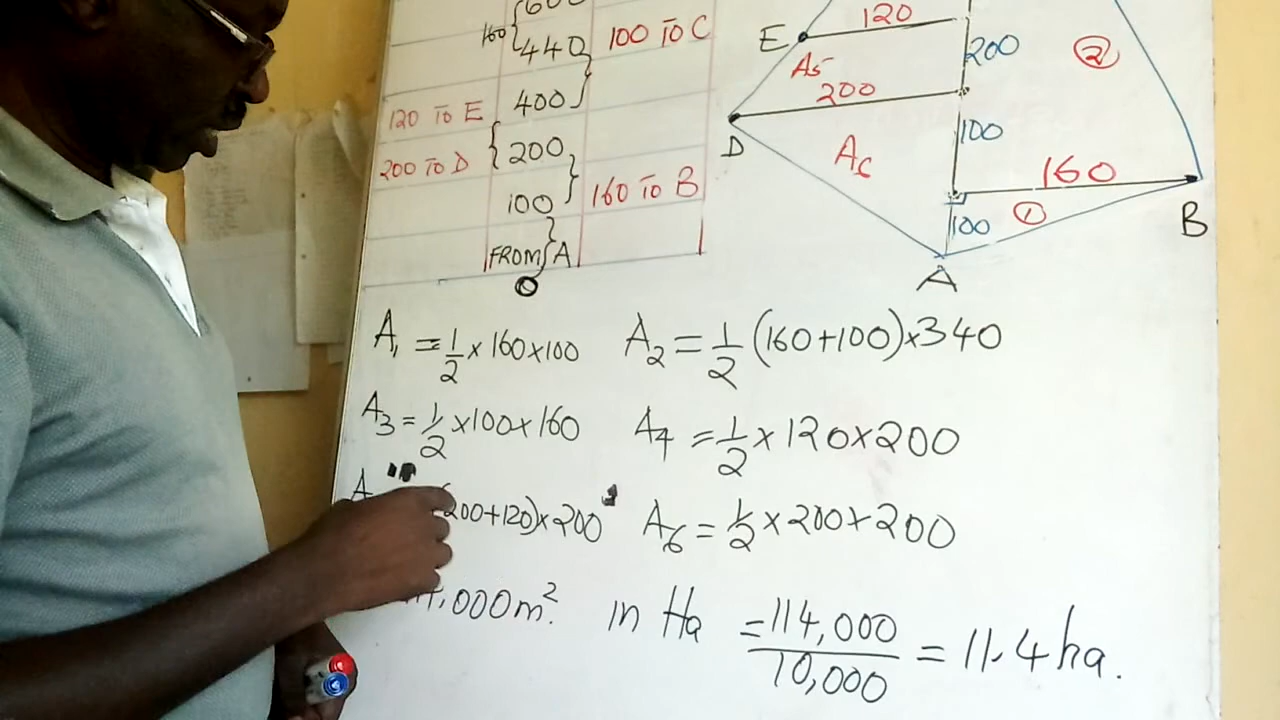 600
160 { 440 } 100 TO C
120 TO E
400
200 TO D { 200
100 } 160 TO B
FROM A
O
E 120
200 ②
A5
200
D A6 100
160
100 ① B
A
A₁ = 1/2 × 160×100 A₂ = 1/2 (160+100)×340
A₃ = 1/2 ×100×160 A₄ = 1/2 × 120×200
A (200+120)×200 A₆ = 1/2 × 200×200
,000m². in Ha = 114,000/10,000 = 11.4 ha.